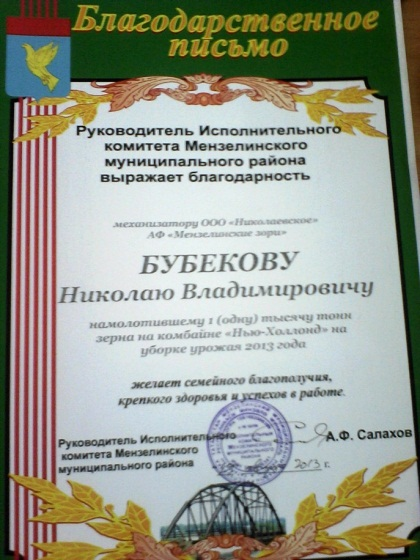 Благодарственное
письмо
Руководитель Исполнительного
комитета Мензелинского
муниципального района
выражает благодарность
механизатору ООО «Николаевское»
АФ «Мензелинские зори»
БУБЕКОВУ
Николаю Владимировичу
намолотившему 1 (одну) тысячу тонн
зерна на комбайне «Нью-Холлонд» на
уборке урожая 2013 года
желает семейного благополучия,
крепкого здоровья и успехов в работе.
Руководитель Исполнительного
комитета Мензелинского
муниципального района
А.Ф. Салахов
2013 г.